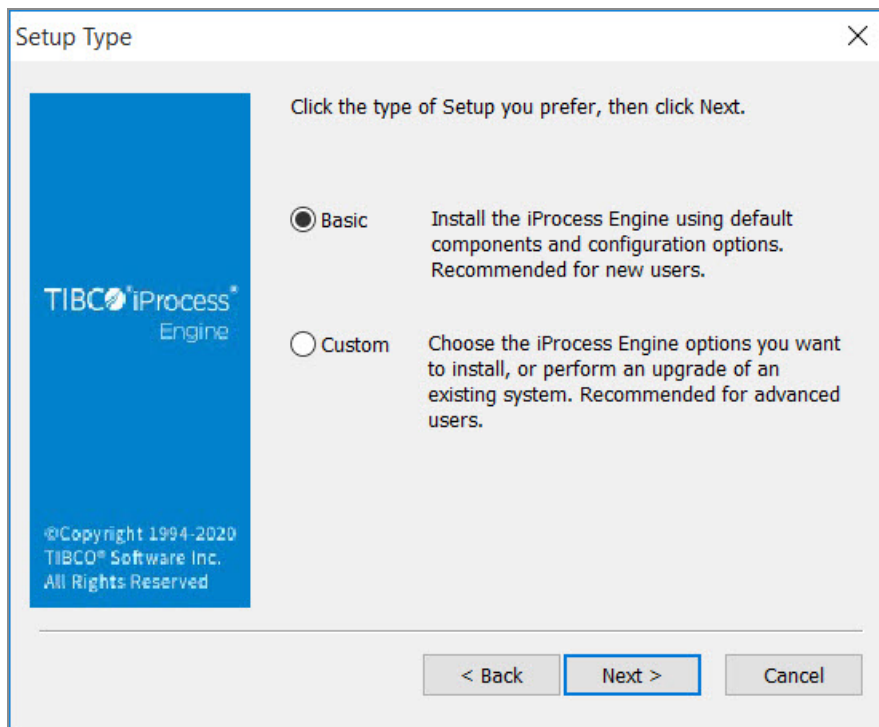 Setup Type
Click the type of Setup you prefer, then click Next.
Basic
Install the iProcess Engine using default
components and configuration options.
Recommended for new users.
TIBCO® iProcess®
Engine
Custom
Choose the iProcess Engine options you want
to install, or perform an upgrade of an
existing system. Recommended for advanced
users.
©Copyright 1994-2020
TIBCO® Software Inc.
All Rights Reserved
< Back
Next >
Cancel